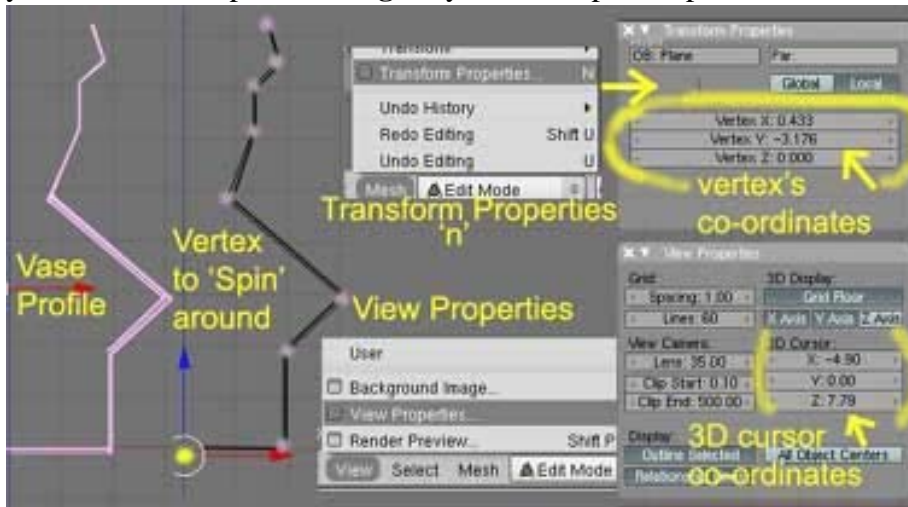 Transform Properties
OB: Plane
Par:
Global Local
Vertex X: 0.433
Vertex Y: -3.176
Vertex Z: 0.000
vertex's
co-ordinates
Transform Properties... N
Undo History
Redo Editing Shift U
Undo Editing U
Mesh Edit Mode
Transform Properties
'n'
Vase
Profile
Vertex
to 'Spin'
around
View Properties
User
Background Image...
View Properties...
Render Preview... Shift P
View Select Mesh Edit Mode
View Properties
Grid:
Spacing: 1.00
Lines: 60
3D Display:
Grid Floor
X Axis Y Axis Z Axis
View Camera:
Lens: 35.00
Clip Start: 0.10
Clip End: 500.00
3D Cursor:
X: -4.90
Y: 0.00
Z: 7.79
Display:
Outline Selected
All Object Centers
3D cursor
co-ordinates